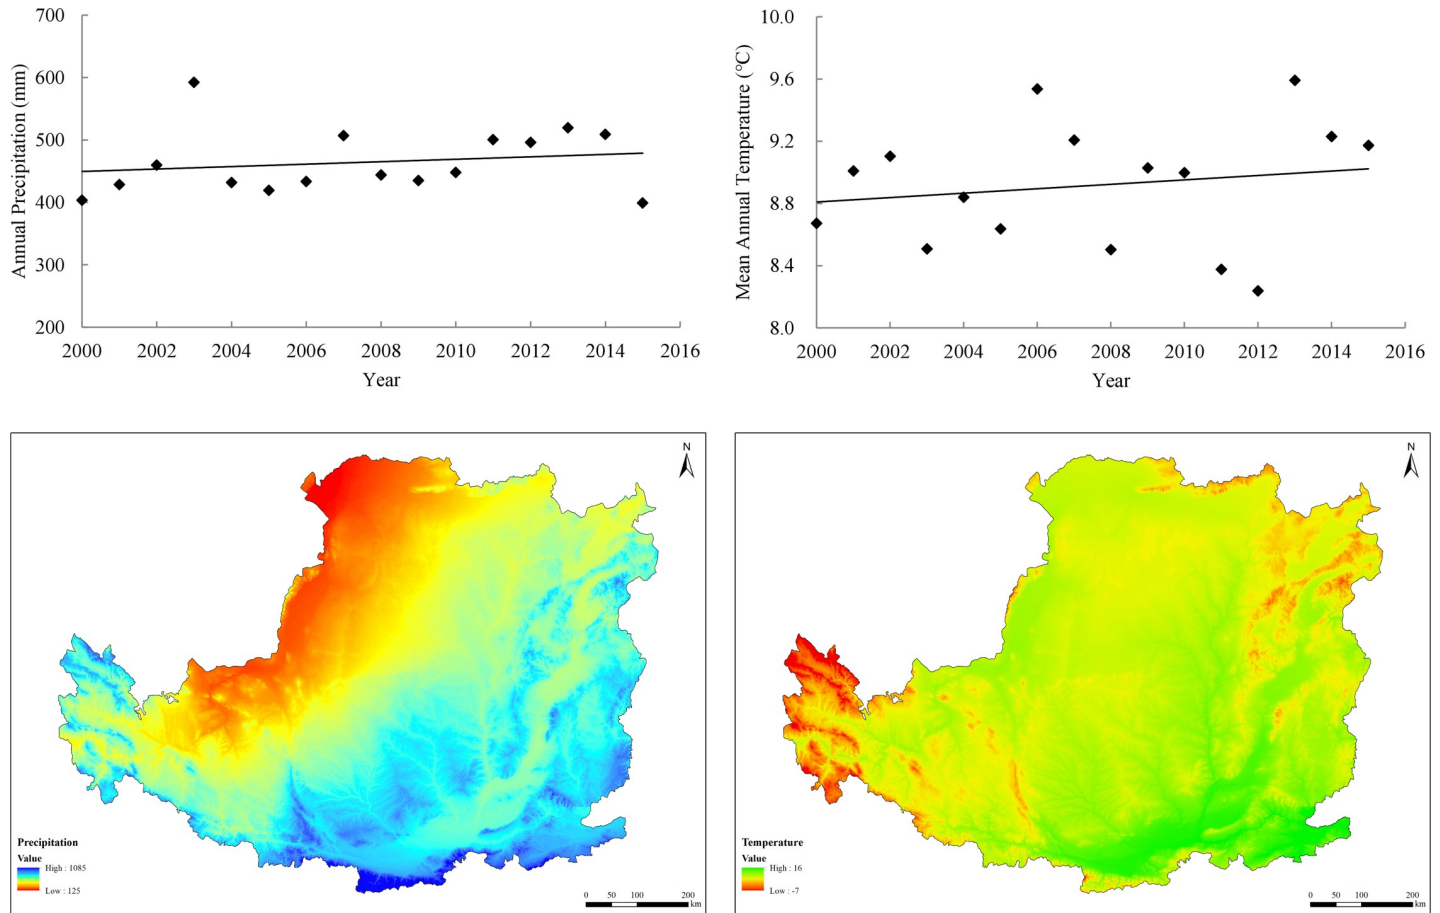 700
600
500
400
300
200
Annual Precipitation (mm)
2000 2002 2004 2006 2008 2010 2012 2014 2016
Year
10.0
9.6
9.2
8.8
8.4
8.0
Mean Annual Temperature (°C)
2000 2002 2004 2006 2008 2010 2012 2014 2016
Year
N
Precipitation
Value
High : 1085
Low : 125
0 50 100 200
km
N
Temperature
Value
High : 16
Low : -7
0 50 100 200
km